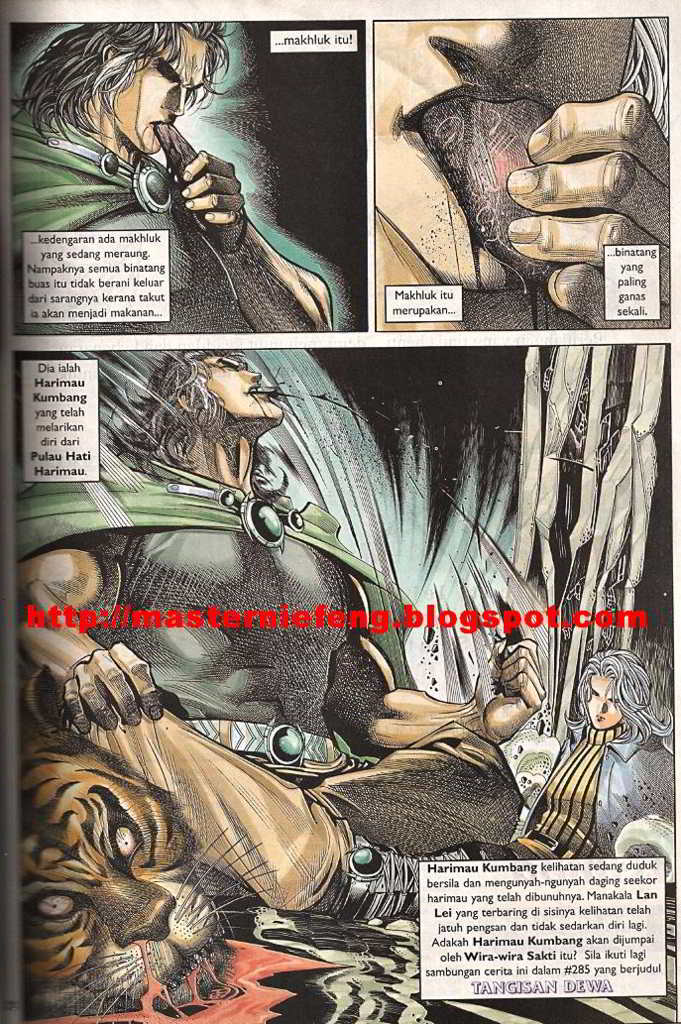 ...makhluk itu!
...kedengaran ada makhluk
yang sedang meraung.
Nampaknya semua binatang
buas itu tidak berani keluar
dari sarangnya kerana takut
ia akan menjadi makanan...
Makhluk itu
merupakan...
...binatang
yang
paling
ganas
sekali.
Dia ialah
Harimau
Kumbang
yang telah
melarikan
diri dari
Pulau Hati
Harimau.
http://masterniefeng.blogspot.com
Harimau Kumbang kelihatan sedang duduk
bersila dan mengunyah-ngunyah daging seekor
harimau yang telah dibunuhnya. Manakala Lan
Lei yang terbaring di sisinya kelihatan telah
jatuh pengsan dan tidak sedarkan diri lagi.
Adakah Harimau Kumbang akan dijumpai
oleh Wira-wira Sakti itu? Sila ikuti lagi
sambungan cerita ini dalam #285 yang berjudul
TANGISAN DEWA